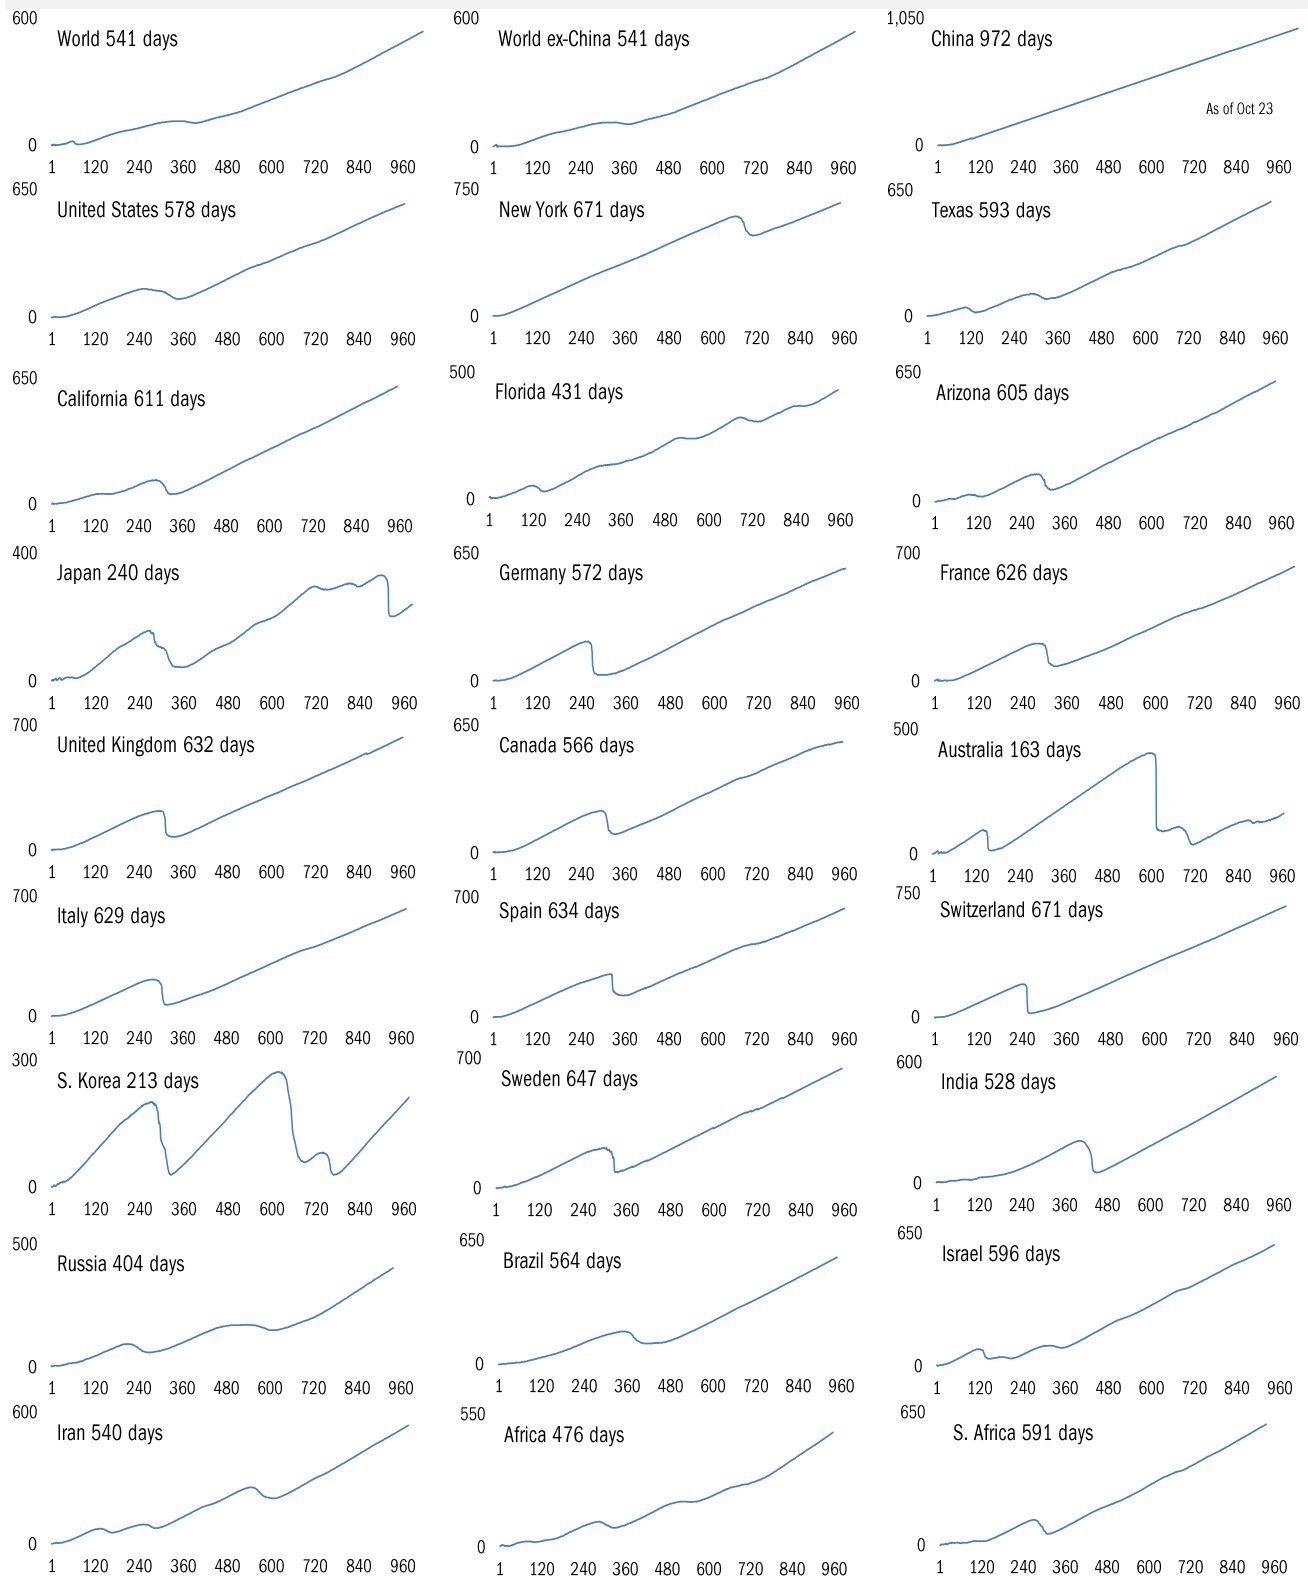 600
World 541 days
0
1 120 240 360 480 600 720 840 960
600
World ex-China 541 days
0
1 120 240 360 480 600 720 840 960
1,050
China 972 days
As of Oct 23
0
1 120 240 360 480 600 720 840 960
650
United States 578 days
0
1 120 240 360 480 600 720 840 960
750
New York 671 days
0
1 120 240 360 480 600 720 840 960
650
Texas 593 days
0
1 120 240 360 480 600 720 840 960
650
California 611 days
0
1 120 240 360 480 600 720 840 960
500
Florida 431 days
0
1 120 240 360 480 600 720 840 960
650
Arizona 605 days
0
1 120 240 360 480 600 720 840 960
400
Japan 240 days
0
1 120 240 360 480 600 720 840 960
650
Germany 572 days
0
1 120 240 360 480 600 720 840 960
700
France 626 days
0
1 120 240 360 480 600 720 840 960
700
United Kingdom 632 days
0
1 120 240 360 480 600 720 840 960
650
Canada 566 days
0
1 120 240 360 480 600 720 840 960
500
Australia 163 days
0
1 120 240 360 480 600 720 840 960
700
Italy 629 days
0
1 120 240 360 480 600 720 840 960
700
Spain 634 days
0
1 120 240 360 480 600 720 840 960
750
Switzerland 671 days
0
1 120 240 360 480 600 720 840 960
300
S. Korea 213 days
0
1 120 240 360 480 600 720 840 960
700
Sweden 647 days
0
1 120 240 360 480 600 720 840 960
600
India 528 days
0
1 120 240 360 480 600 720 840 960
500
Russia 404 days
0
1 120 240 360 480 600 720 840 960
650
Brazil 564 days
0
1 120 240 360 480 600 720 840 960
650
Israel 596 days
0
1 120 240 360 480 600 720 840 960
600
Iran 540 days
0
1 120 240 360 480 600 720 840 960
550
Africa 476 days
0
1 120 240 360 480 600 720 840 960
650
S. Africa 591 days
0
1 120 240 360 480 600 720 840 960